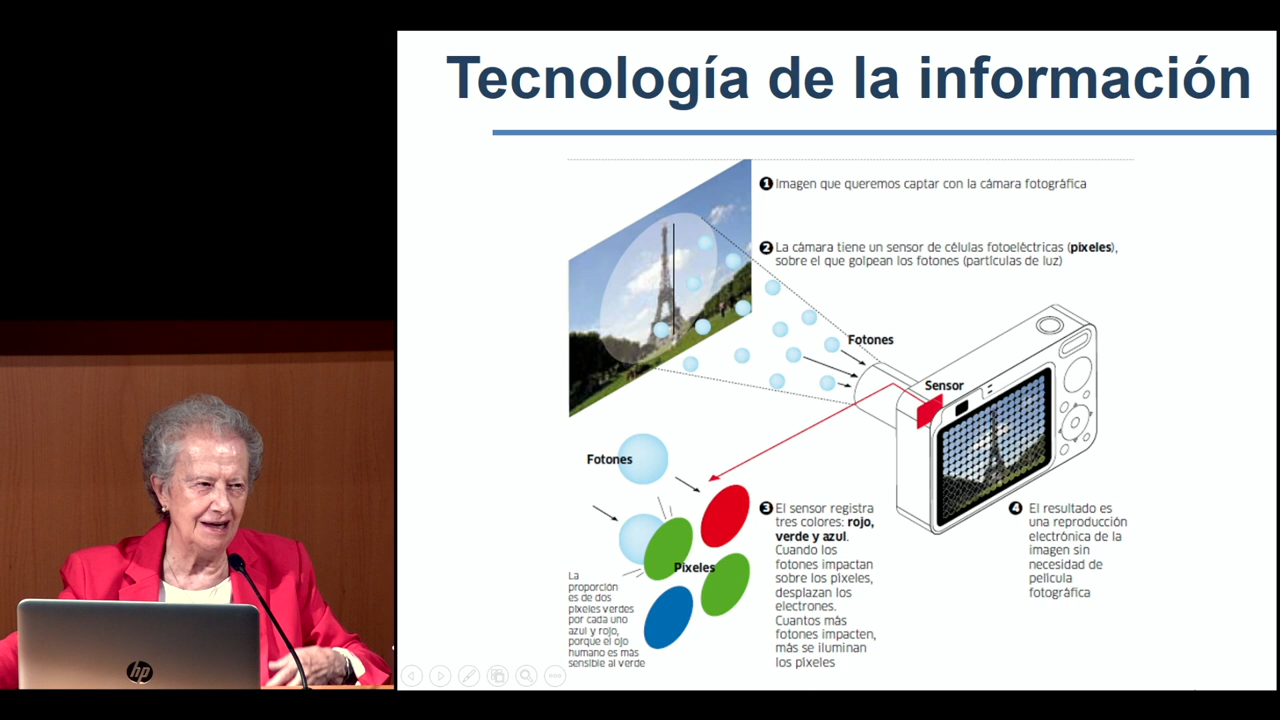 Tecnología de la información
1 Imagen que queremos captar con la cámara fotográfica
2 La cámara tiene un sensor de células fotoeléctricas (píxeles),
sobre el que golpean los fotones (partículas de luz)
Fotones
Sensor
Fotones
Píxeles
La
proporción
es de dos
píxeles verdes
por cada uno
azul y rojo,
porque el ojo
humano es más
sensible al verde
3 El sensor registra
tres colores: rojo,
verde y azul.
Cuando los
fotones impactan
sobre los píxeles,
desplazan los
electrones.
Cuantos más
fotones impacten,
más se iluminan
los píxeles
4 El resultado es
una reproducción
electrónica de la
imagen sin
necesidad de
película
fotográfica
hp